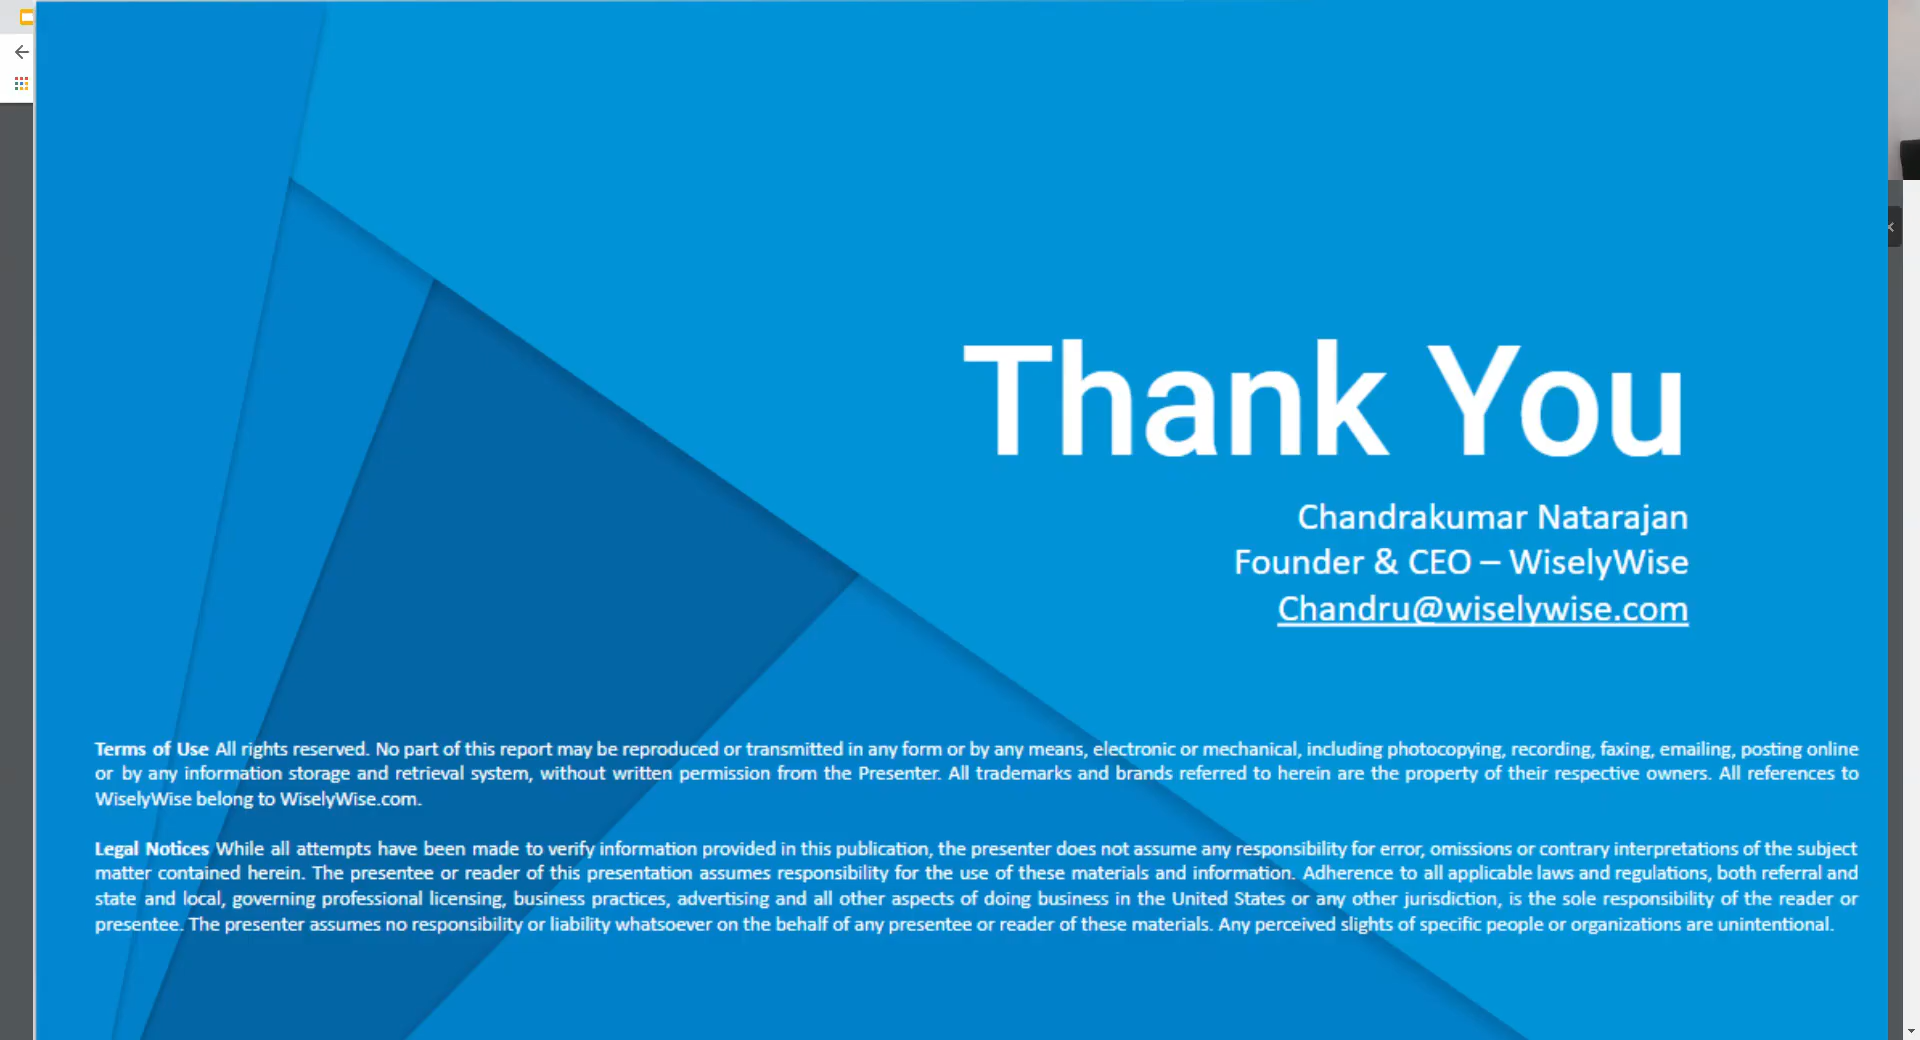 Thank You
Chandrakumar Natarajan
Founder & CEO – WiselyWise
Chandru@wiselywise.com
Terms of Use All rights reserved. No part of this report may be reproduced or transmitted in any form or by any means, electronic or mechanical, including photocopying, recording, faxing, emailing, posting online
or by any information storage and retrieval system, without written permission from the Presenter. All trademarks and brands referred to herein are the property of their respective owners. All references to
WiselyWise belong to WiselyWise.com.
Legal Notices While all attempts have been made to verify information provided in this publication, the presenter does not assume any responsibility for error, omissions or contrary interpretations of the subject
matter contained herein. The presentee or reader of this presentation assumes responsibility for the use of these materials and information. Adherence to all applicable laws and regulations, both referral and
state and local, governing professional licensing, business practices, advertising and all other aspects of doing business in the United States or any other jurisdiction, is the sole responsibility of the reader or
presentee. The presenter assumes no responsibility or liability whatsoever on the behalf of any presentee or reader of these materials. Any perceived slights of specific people or organizations are unintentional.